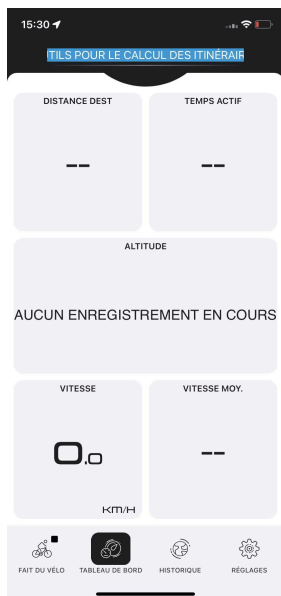 15:30
TILS POUR LE CALCUL DES ITINÉRAIR
DISTANCE DEST
TEMPS ACTIF
--
--
ALTITUDE
AUCUN ENREGISTREMENT EN COURS
VITESSE
VITESSE MOY.
0.0
--
KM/H
FAIT DU VÉLO
TABLEAU DE BORD
HISTORIQUE
RÉGLAGES